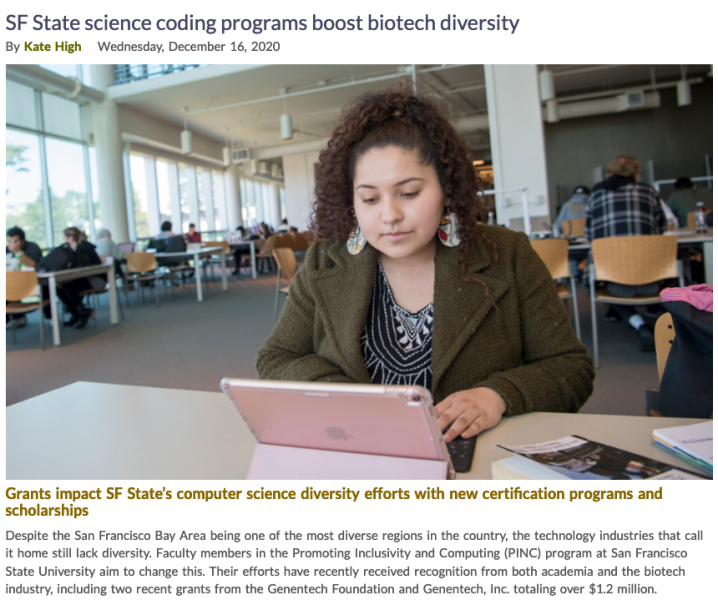 SF State science coding programs boost biotech diversity
By Kate High Wednesday, December 16, 2020
Grants impact SF State's computer science diversity efforts with new certification programs and
scholarships
Despite the San Francisco Bay Area being one of the most diverse regions in the country, the technology industries that call
it home still lack diversity. Faculty members in the Promoting Inclusivity and Computing (PINC) program at San Francisco
State University aim to change this. Their efforts have recently received recognition from both academia and the biotech
industry, including two recent grants from the Genentech Foundation and Genentech, Inc. totaling over $1.2 million.